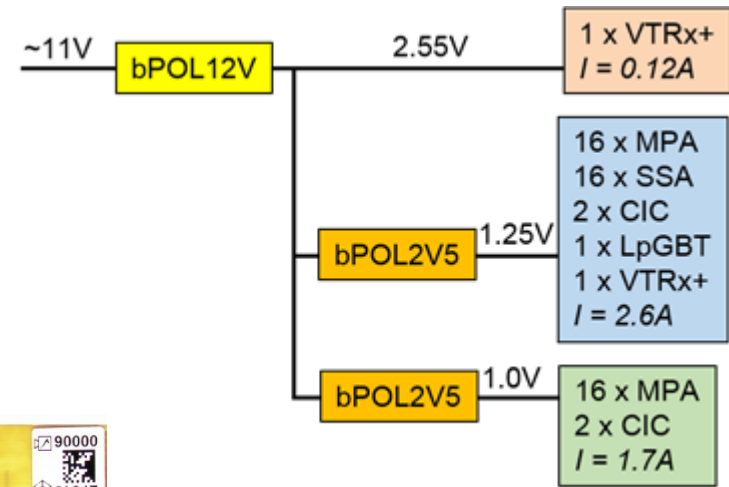 ~11V
bPOL12V
2.55V
1 x VTRx+
I = 0.12A
bPOL2V5
1.25V
16 x MPA
16 x SSA
2 x CIC
1 x LpGBT
1 x VTRx+
I = 2.6A
bPOL2V5
1.0V
16 x MPA
2 x CIC
I = 1.7A
90000